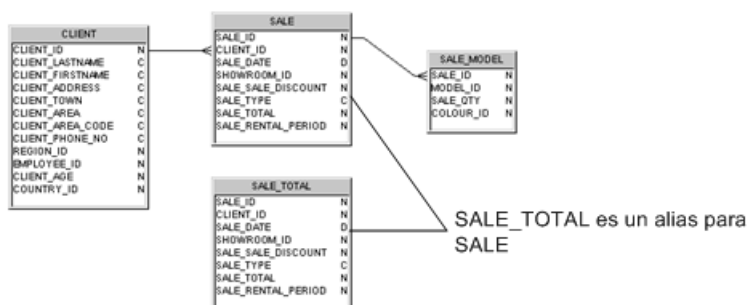 CLIENT
CLIENT_ID N
CLIENT_LASTNAME C
CLIENT_FIRSTNAME C
CLIENT_ADDRESS C
CLIENT_TOWN C
CLIENT_AREA C
CLIENT_AREA_CODE C
CLIENT_PHONE_NO C
REGION_ID N
EMPLOYEE_ID N
CLIENT_AGE N
COUNTRY_ID N
SALE
SALE_ID N
CLIENT_ID N
SALE_DATE D
SHOWROOM_ID N
SALE_SALE_DISCOUNT N
SALE_TYPE C
SALE_TOTAL N
SALE_RENTAL_PERIOD N
SALE_MODEL
SALE_ID N
MODEL_ID N
SALE_QTY N
COLOUR_ID N
SALE_TOTAL
SALE_ID N
CLIENT_ID N
SALE_DATE D
SHOWROOM_ID N
SALE_SALE_DISCOUNT N
SALE_TYPE C
SALE_TOTAL N
SALE_RENTAL_PERIOD N
SALE_TOTAL es un alias para
SALE